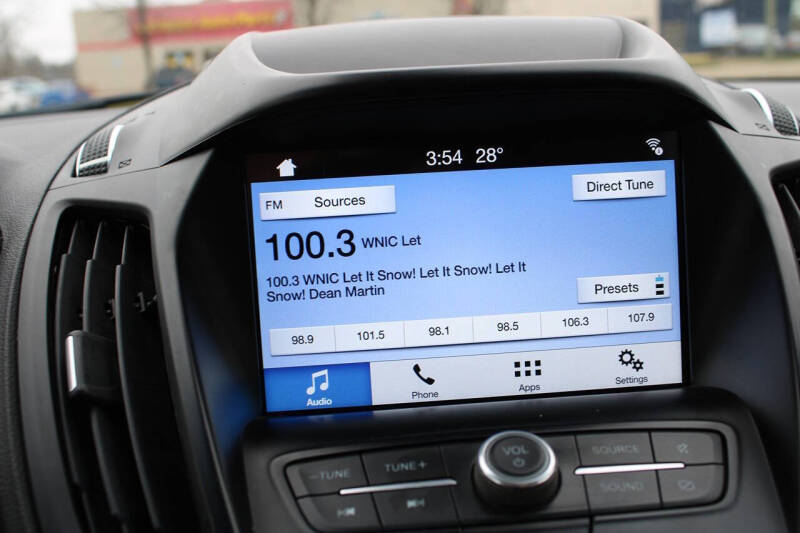 3:54 28°
FM Sources
Direct Tune
100.3 WNIC Let
100.3 WNIC Let It Snow! Let It Snow! Let It
Snow! Dean Martin
Presets
98.9 101.5 98.1 98.5 106.3 107.9
Audio Phone Apps Settings
VOL
–TUNE TUNE+ SOURCE
SOUND